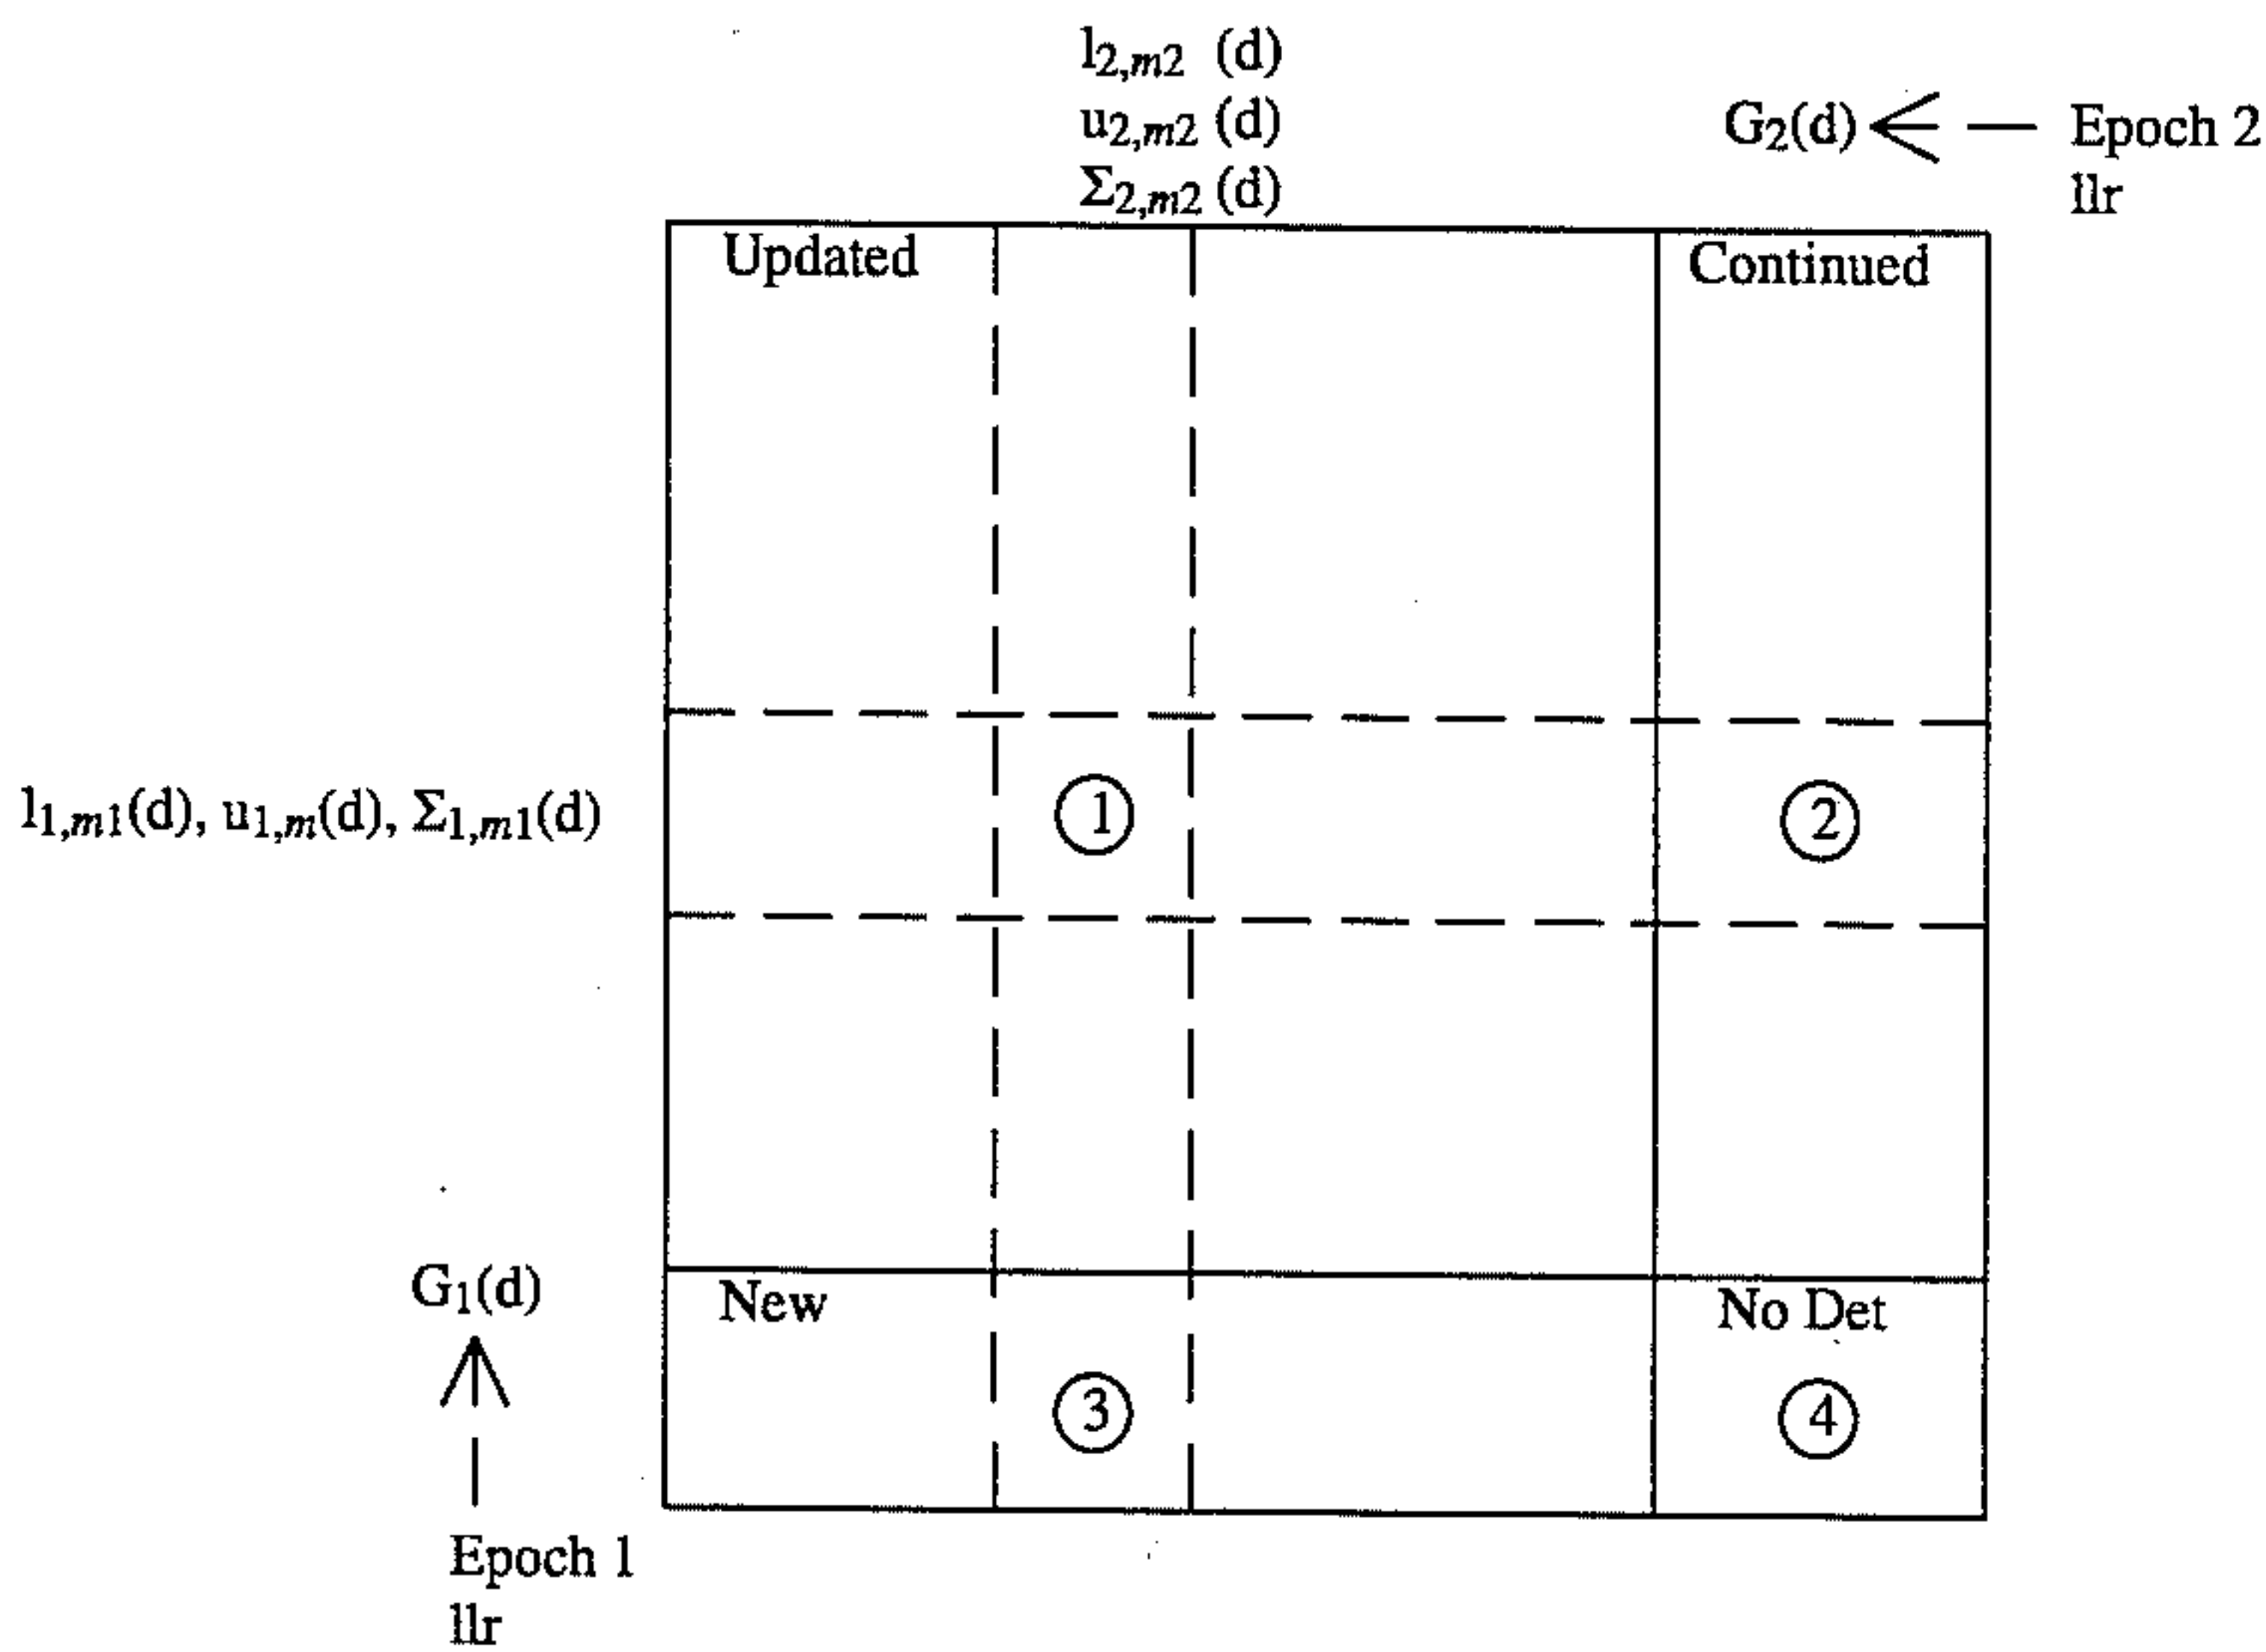 l2,m2 (d)
u2,m2 (d)
Σ2,m2 (d)
G2(d)
Epoch 2
llr
Updated
Continued
l1,m1(d), u1,m(d), Σ1,m1(d)
1
2
G1(d)
New
No Det
3
4
Epoch 1
llr